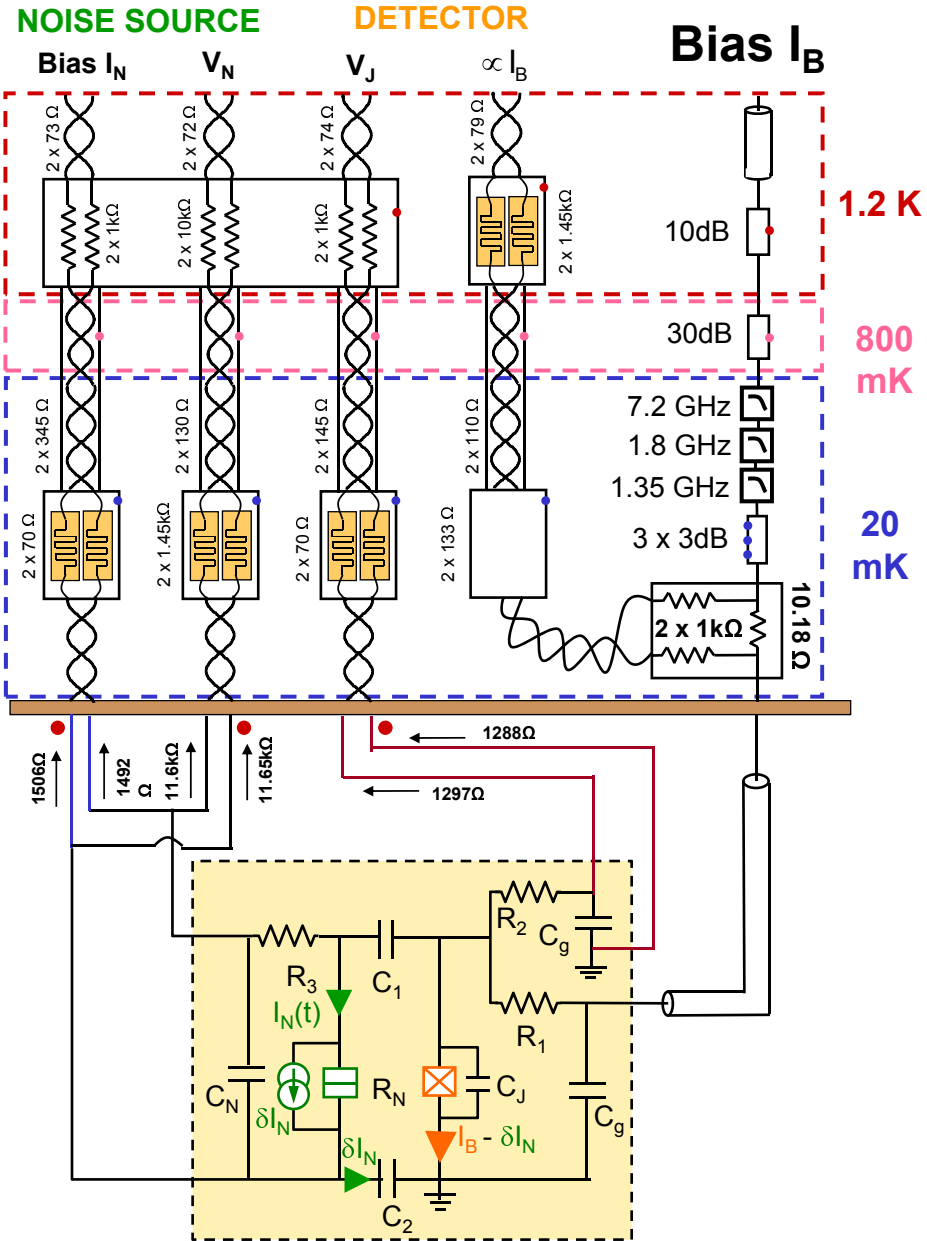 NOISE SOURCE
DETECTOR
Bias I_N
V_N
V_J
∝ I_B
Bias I_B
2 x 73 Ω
2 x 72 Ω
2 x 74 Ω
2 x 79 Ω
2 x 1kΩ
2 x 10kΩ
2 x 1kΩ
2 x 1.45kΩ
10dB
1.2 K
30dB
800
mK
2 x 345 Ω
2 x 130 Ω
2 x 145 Ω
2 x 110 Ω
7.2 GHz
1.8 GHz
1.35 GHz
2 x 70 Ω
2 x 1.45kΩ
2 x 70 Ω
2 x 133 Ω
3 x 3dB
20
mK
2 x 1kΩ
10.18 Ω
1506Ω
1492
Ω
11.6kΩ
11.65kΩ
1288Ω
1297Ω
R_2
C_g
R_3
C_1
I_N(t)
R_1
C_N
R_N
C_J
C_g
δI_N
δI_N
I_B - δI_N
C_2